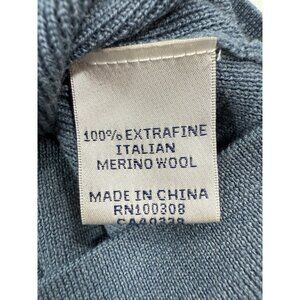 100% EXTRAFINE
ITALIAN
MERINO WOOL
MADE IN CHINA
RN100308